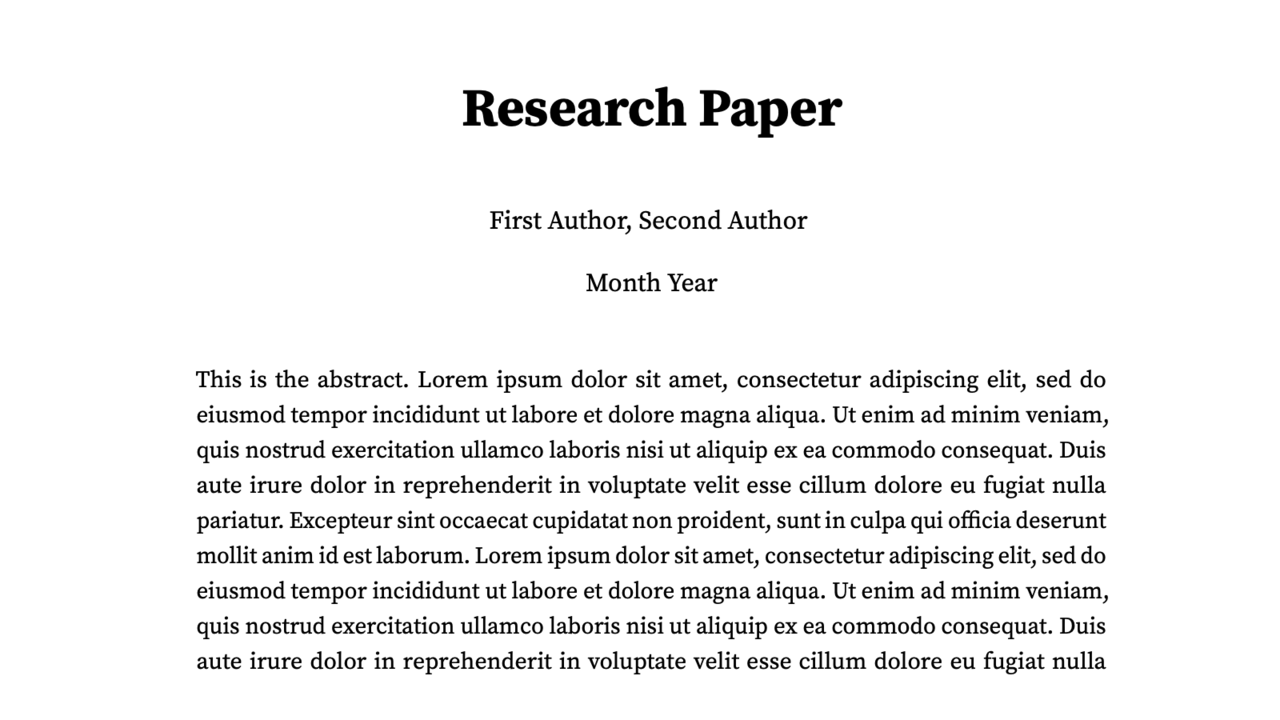 Research Paper
First Author, Second Author
Month Year
This is the abstract. Lorem ipsum dolor sit amet, consectetur adipiscing elit, sed do
eiusmod tempor incididunt ut labore et dolore magna aliqua. Ut enim ad minim veniam,
quis nostrud exercitation ullamco laboris nisi ut aliquip ex ea commodo consequat. Duis
aute irure dolor in reprehenderit in voluptate velit esse cillum dolore eu fugiat nulla
pariatur. Excepteur sint occaecat cupidatat non proident, sunt in culpa qui officia deserunt
mollit anim id est laborum. Lorem ipsum dolor sit amet, consectetur adipiscing elit, sed do
eiusmod tempor incididunt ut labore et dolore magna aliqua. Ut enim ad minim veniam,
quis nostrud exercitation ullamco laboris nisi ut aliquip ex ea commodo consequat. Duis
aute irure dolor in reprehenderit in voluptate velit esse cillum dolore eu fugiat nulla